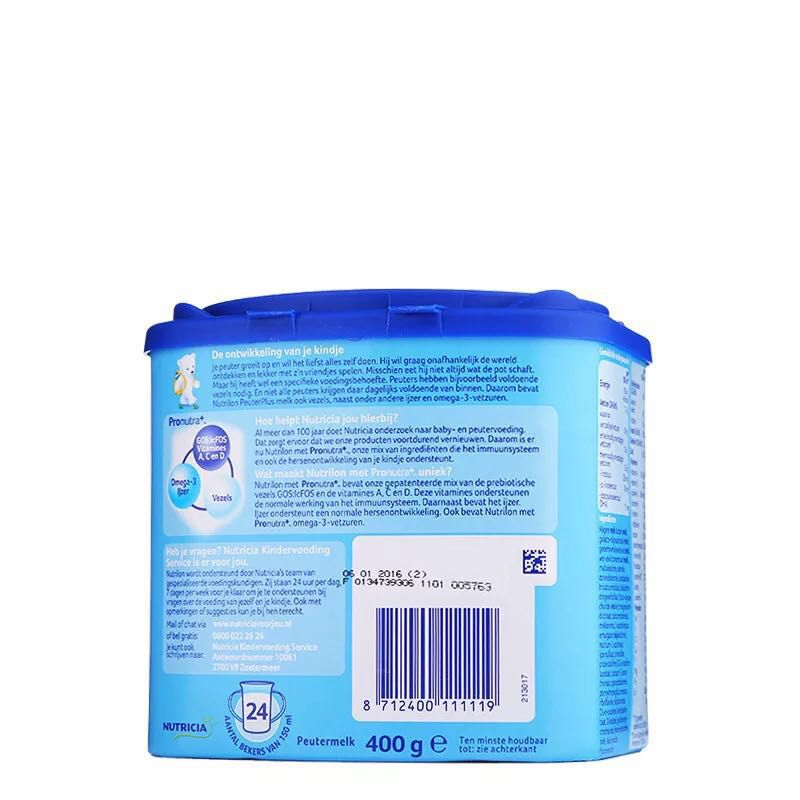 De ontwikkeling van je kindje
Je peuter groeit op en wil het liefst alles zelf doen. Hij wil graag onafhankelijk de wereld
ontdekken en lekker met z'n vriendjes spelen. Misschien eet hij niet altijd wat de pot schaft.
Maar hij heeft wel een specifieke voedingsbehoefte. Peuters hebben bijvoorbeeld voldoende
vezels nodig. En niet alle peuters krijgen daar dagelijks voldoende van binnen. Daarom bevat
Nutrilon PeuterPlus melk ook vezels, naast onder andere ijzer en omega-3-vetzuren.
Pronutra+
GOS:lcFOS
Vitamines
A, C en D
Omega-3
IJzer
Vezels
Hoe helpt Nutricia jou hierbij?
Al meer dan 100 jaar doet Nutricia onderzoek naar baby- en peutervoeding.
Dat zorgt ervoor dat we onze producten voortdurend vernieuwen. Daarom is er
nu Nutrilon met Pronutra+, onze mix van ingrediënten die het immuunsysteem
en ook de hersenontwikkeling van je kindje ondersteunt.
Wat maakt Nutrilon met Pronutra+ uniek?
Nutrilon met Pronutra+ bevat onze gepatenteerde mix van de prebiotische
vezels GOS:lcFOS en de vitamines A, C en D. Deze vitamines ondersteunen
de normale werking van het immuunsysteem. Daarnaast bevat het ijzer.
IJzer ondersteunt een normale hersenontwikkeling. Ook bevat Nutrilon met
Pronutra+ omega-3-vetzuren.
Heb je vragen? Nutricia Kindervoeding
Service is er voor jou.
Nutrilon wordt ondersteund door Nutricia's team van
gespecialiseerde voedingskundigen. Zij staan 24 uur per dag,
7 dagen per week voor je klaar om je te ondersteunen bij
vragen over de voeding van jezelf en je kindje. Ook met
opmerkingen of suggesties kun je bij hen terecht.
Mail of chat via www.nutriciavoorjou.nl
of bel gratis: 0800 022 26 26
Je kunt ook schrijven naar: Nutricia Kindervoeding Service
Antwoordnummer 10061
2700 VB Zoetermeer
06 01 2016 (2)
F 0134739306 1101 005763
8 712400 111119
213017
NUTRICIA
24
AANTAL BEKERS VAN 150 ml
Peutermelk 400 g e
Ten minste houdbaar
tot: zie achterkant
Energie